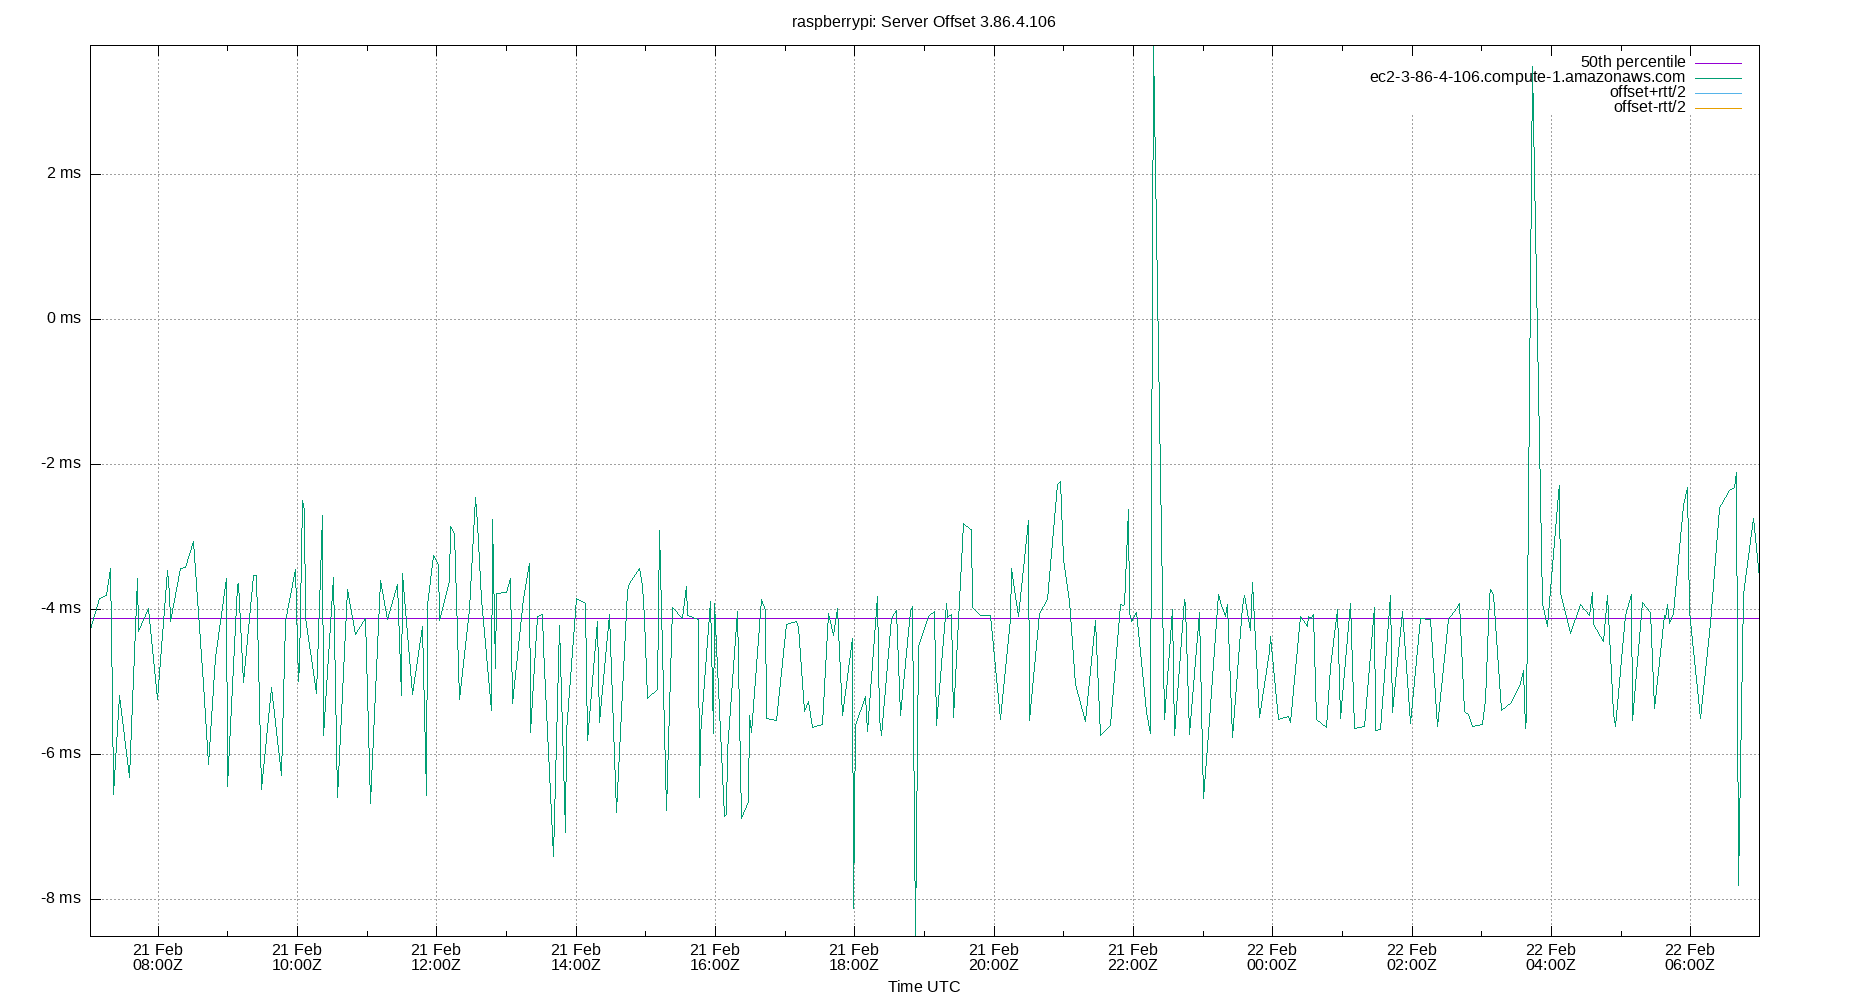 raspberrypi: Server Offset 3.86.4.106
50th percentile
ec2-3-86-4-106.compute-1.amazonaws.com
offset+rtt/2
offset-rtt/2
2 ms
0 ms
-2 ms
-4 ms
-6 ms
-8 ms
21 Feb 21 Feb 21 Feb 21 Feb 21 Feb 21 Feb 21 Feb 21 Feb 22 Feb 22 Feb 22 Feb 22 Feb
08:00Z 10:00Z 12:00Z 14:00Z 16:00Z 18:00Z 20:00Z 22:00Z 00:00Z 02:00Z 04:00Z 06:00Z
Time UTC